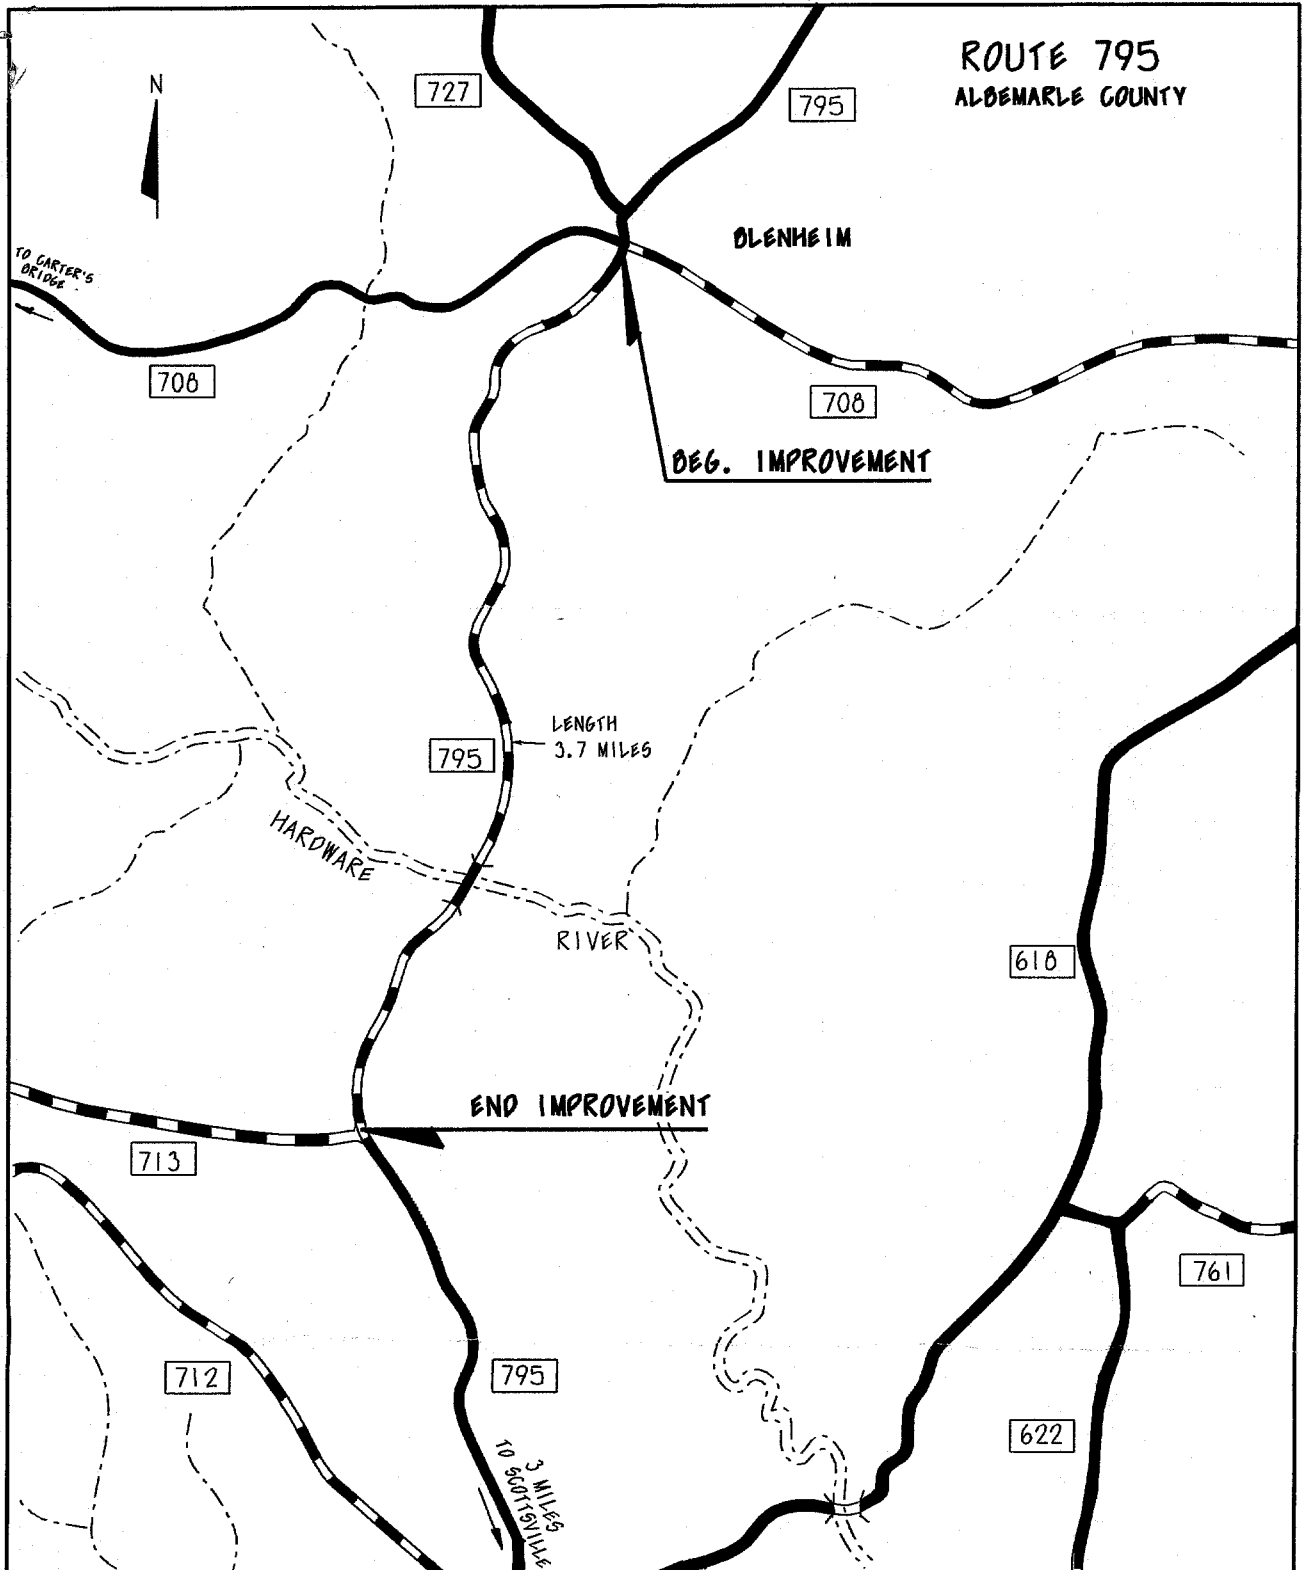 ROUTE 795
ALBEMARLE COUNTY
N
727
795
BLENHEIM
TO CARTER'S
BRIDGE
708
708
BEG. IMPROVEMENT
LENGTH
3.7 MILES
795
HARDWARE
RIVER
618
END IMPROVEMENT
713
761
712
795
622
3 MILES
TO SCOTTSVILLE